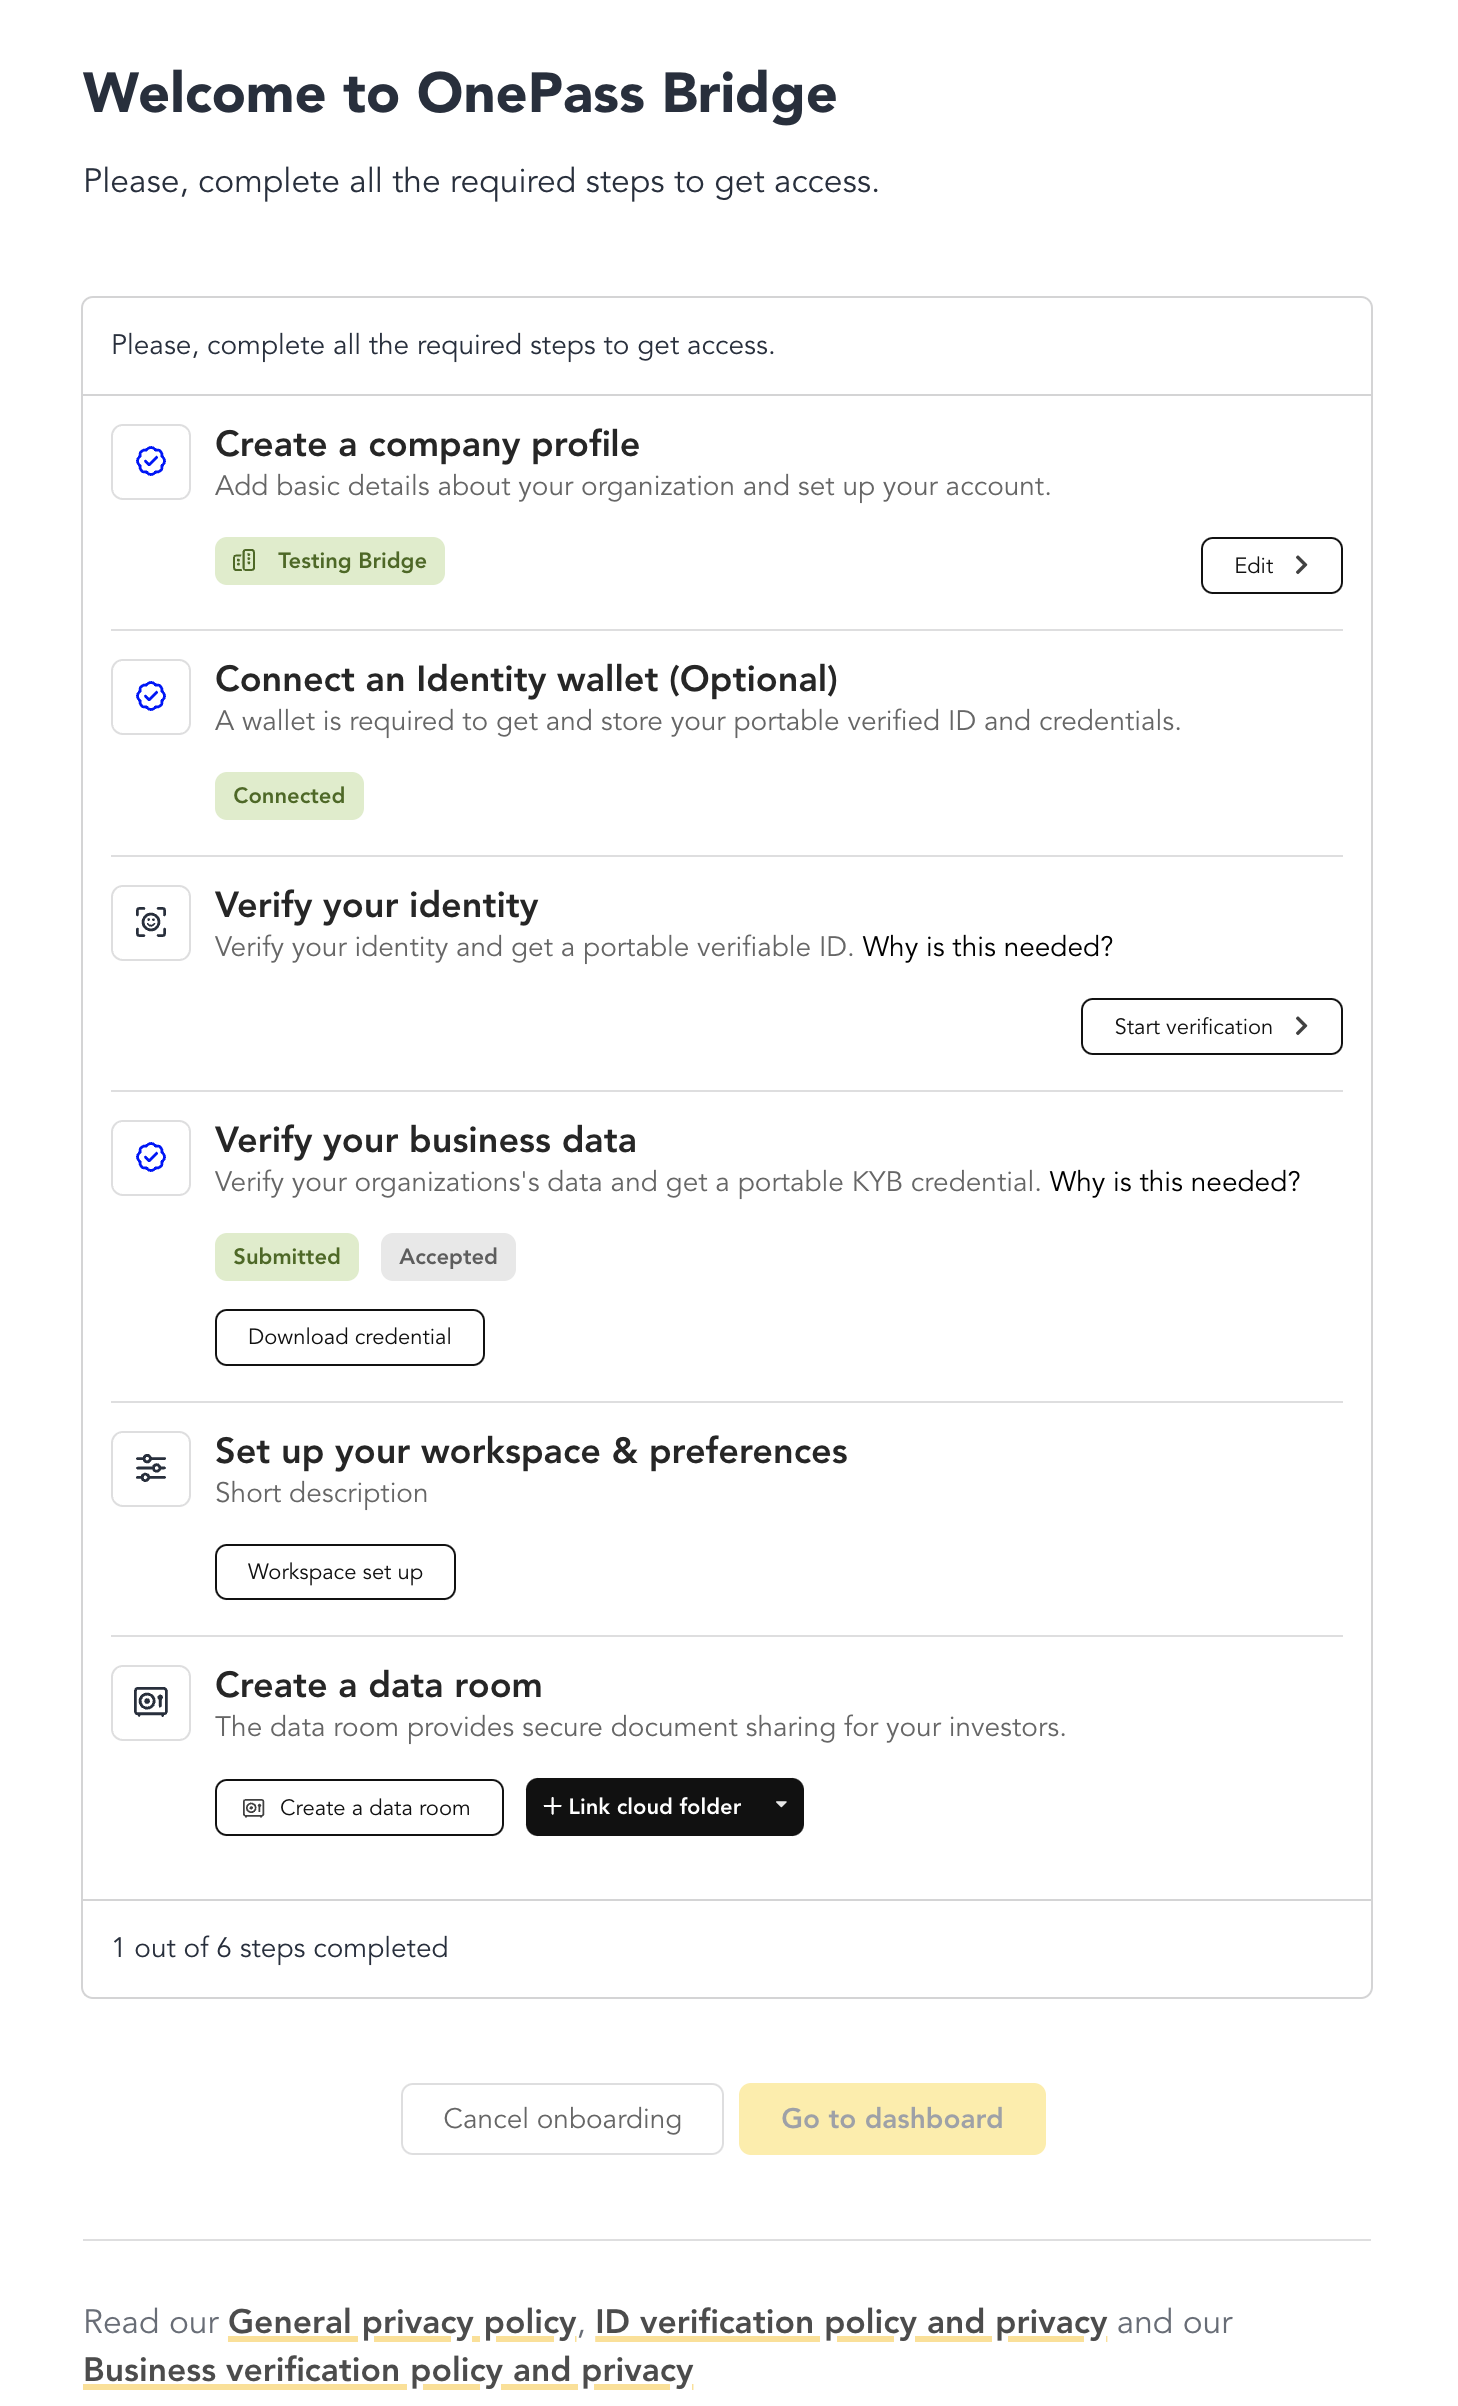 Welcome to OnePass Bridge
Please, complete all the required steps to get access.
Please, complete all the required steps to get access.
Create a company profile
Add basic details about your organization and set up your account.
Testing Bridge
Edit
Connect an Identity wallet (Optional)
A wallet is required to get and store your portable verified ID and credentials.
Connected
Verify your identity
Verify your identity and get a portable verifiable ID. Why is this needed?
Start verification
Verify your business data
Verify your organizations's data and get a portable KYB credential. Why is this needed?
Submitted Accepted
Download credential
Set up your workspace & preferences
Short description
Workspace set up
Create a data room
The data room provides secure document sharing for your investors.
Create a data room + Link cloud folder
1 out of 6 steps completed
Cancel onboarding Go to dashboard
Read our General privacy policy, ID verification policy and privacy and our
Business verification policy and privacy